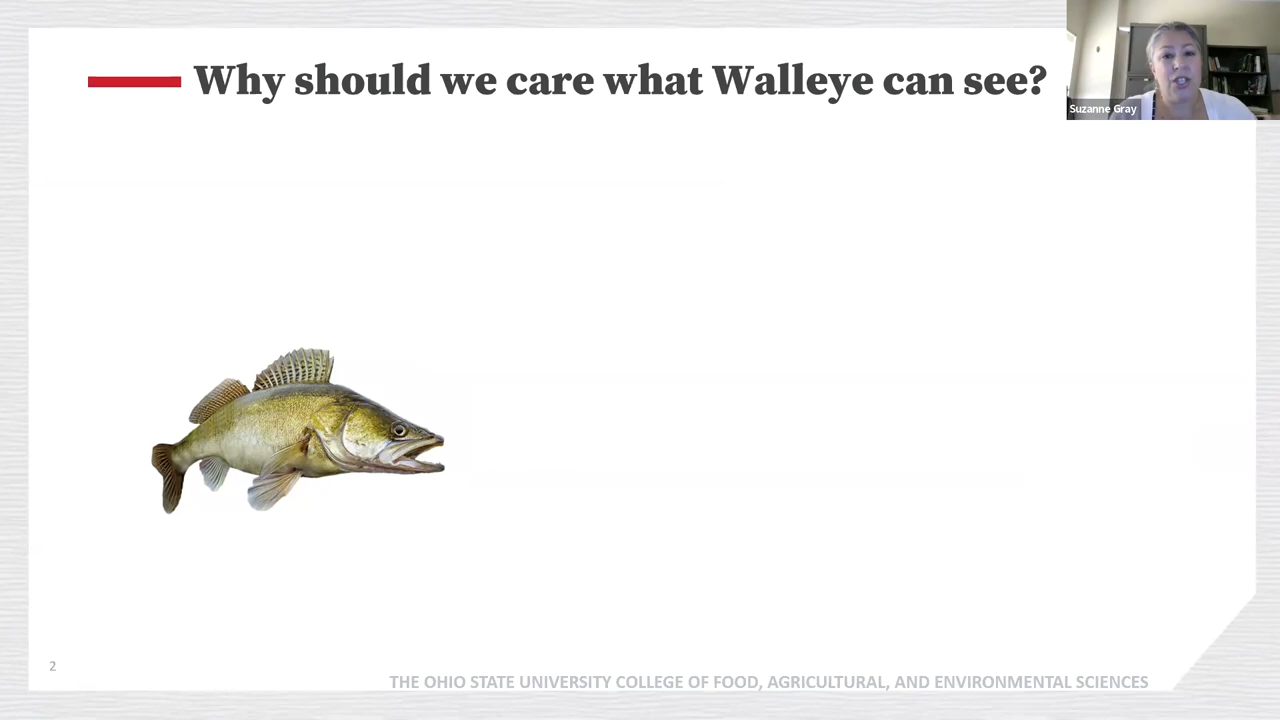 Why should we care what Walleye can see?
Suzanne Gray
2
THE OHIO STATE UNIVERSITY COLLEGE OF FOOD, AGRICULTURAL, AND ENVIRONMENTAL SCIENCES